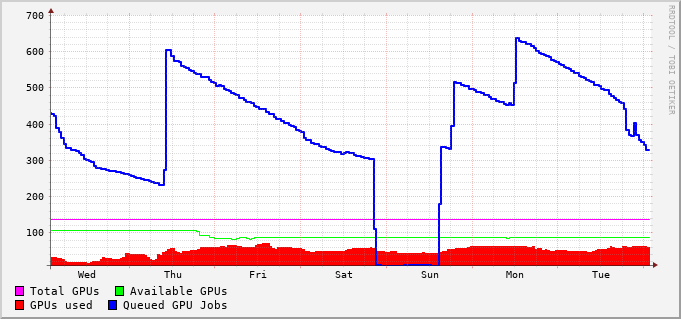 700
600
500
400
300
200
100
Wed Thu Fri Sat Sun Mon Tue
RRDTOOL / TOBI OETIKER
Total GPUs Available GPUs
GPUs used Queued GPU Jobs